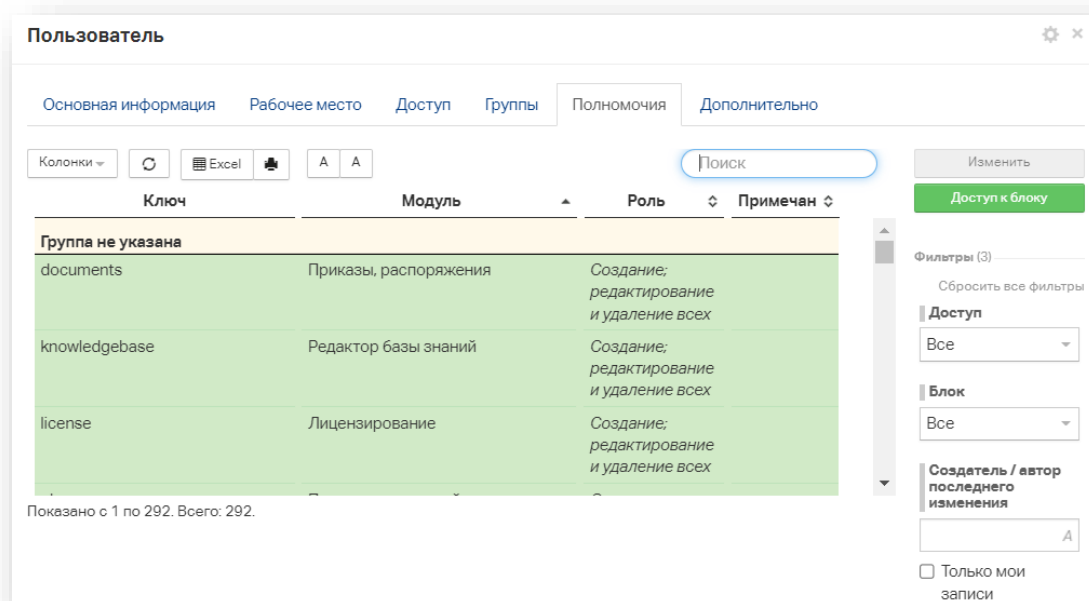 Пользователь
Основная информация Рабочее место Доступ Группы Полномочия Дополнительно
Колонки Excel A A Поиск
Ключ Модуль Роль Примечан
Группа не указана
documents Приказы, распоряжения Создание;
редактирование
и удаление всех
knowledgebase Редактор базы знаний Создание;
редактирование
и удаление всех
license Лицензирование Создание;
редактирование
и удаление всех
Показано с 1 по 292. Всего: 292.
Изменить
Доступ к блоку
Фильтры (3)
Сбросить все фильтры
Доступ
Все
Блок
Все
Создатель / автор
последнего
изменения
A
Только мои
записи